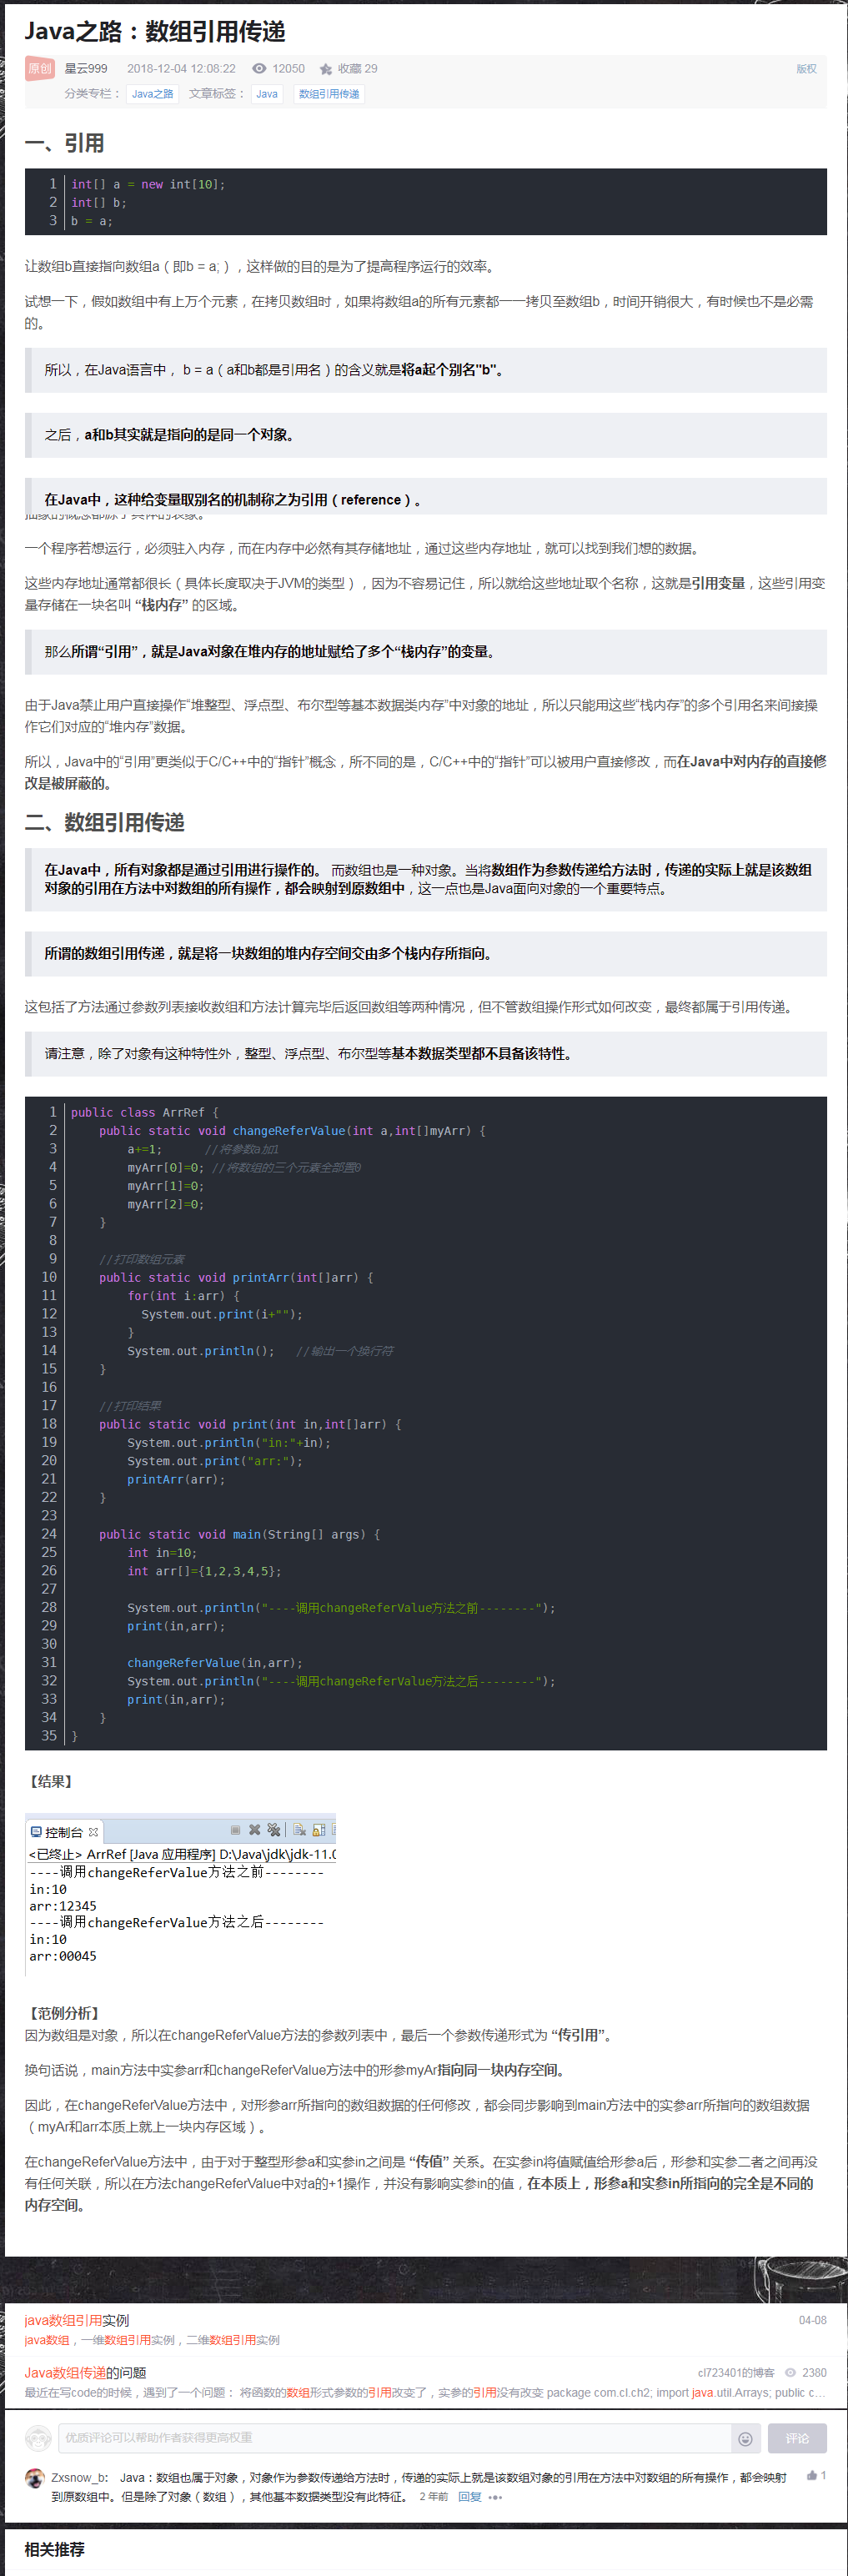 Java之路：数组引用传递
原创 星云999 2018-12-04 12:08:22 12050 收藏 29 版权
分类专栏： Java之路 文章标签： Java 数组引用传递
一、引用
1 int[] a = new int[10];
2 int[] b;
3 b = a;
让数组b直接指向数组a（即b = a;），这样做的目的是为了提高程序运行的效率。
试想一下，假如数组中有上万个元素，在拷贝数组时，如果将数组a的所有元素都一一拷贝至数组b，时间开销很大，有时候也不是必需
的。
所以，在Java语言中， b = a（a和b都是引用名）的含义就是将a起个别名"b"。
之后，a和b其实就是指向的是同一个对象。
在Java中，这种给变量取别名的机制称之为引用（reference）。
抽象的概念都源于具体的表象。
一个程序若想运行，必须驻入内存，而在内存中必然有其存储地址，通过这些内存地址，就可以找到我们想的数据。
这些内存地址通常都很长（具体长度取决于JVM的类型），因为不容易记住，所以就给这些地址取个名称，这就是引用变量，这些引用变
量存储在一块名叫 “栈内存” 的区域。
那么所谓“引用”，就是Java对象在堆内存的地址赋给了多个“栈内存”的变量。
由于Java禁止用户直接操作“堆整型、浮点型、布尔型等基本数据类内存”中对象的地址，所以只能用这些“栈内存”的多个引用名来间接操
作它们对应的“堆内存”数据。
所以，Java中的“引用”更类似于C/C++中的“指针”概念，所不同的是，C/C++中的“指针”可以被用户直接修改，而在Java中对内存的直接修
改是被屏蔽的。
二、数组引用传递
在Java中，所有对象都是通过引用进行操作的。 而数组也是一种对象。当将数组作为参数传递给方法时，传递的实际上就是该数组
对象的引用在方法中对数组的所有操作，都会映射到原数组中，这一点也是Java面向对象的一个重要特点。
所谓的数组引用传递，就是将一块数组的堆内存空间交由多个栈内存所指向。
这包括了方法通过参数列表接收数组和方法计算完毕后返回数组等两种情况，但不管数组操作形式如何改变，最终都属于引用传递。
请注意，除了对象有这种特性外，整型、浮点型、布尔型等基本数据类型都不具备该特性。
1 public class ArrRef {
2 public static void changeReferValue(int a,int[]myArr) {
3 a+=1; //将参数a加1
4 myArr[0]=0; //将数组的三个元素全部置0
5 myArr[1]=0;
6 myArr[2]=0;
7 }
8
9 //打印数组元素
10 public static void printArr(int[]arr) {
11 for(int i:arr) {
12 System.out.print(i+"");
13 }
14 System.out.println(); //输出一个换行符
15 }
16
17 //打印结果
18 public static void print(int in,int[]arr) {
19 System.out.println("in:"+in);
20 System.out.print("arr:");
21 printArr(arr);
22 }
23
24 public static void main(String[] args) {
25 int in=10;
26 int arr[]={1,2,3,4,5};
27
28 System.out.println("----调用changeReferValue方法之前--------");
29 print(in,arr);
30
31 changeReferValue(in,arr);
32 System.out.println("----调用changeReferValue方法之后--------");
33 print(in,arr);
34 }
35 }
【结果】
控制台
<已终止> ArrRef [Java 应用程序] D:\Java\jdk\jdk-11.0
----调用changeReferValue方法之前--------
in:10
arr:12345
----调用changeReferValue方法之后--------
in:10
arr:00045
【范例分析】
因为数组是对象，所以在changeReferValue方法的参数列表中，最后一个参数传递形式为 “传引用”。
换句话说，main方法中实参arr和changeReferValue方法中的形参myAr指向同一块内存空间。
因此，在changeReferValue方法中，对形参arr所指向的数组数据的任何修改，都会同步影响到main方法中的实参arr所指向的数组数据
（myAr和arr本质上就上一块内存区域）。
在changeReferValue方法中，由于对于整型形参a和实参in之间是 “传值” 关系。在实参in将值赋值给形参a后，形参和实参二者之间再没
有任何关联，所以在方法changeReferValue中对a的+1操作，并没有影响实参in的值，在本质上，形参a和实参in所指向的完全是不同的
内存空间。
java数组引用实例 04-08
java数组，一维数组引用实例，二维数组引用实例
Java数组传递的问题 cl723401的博客 2380
最近在写code的时候，遇到了一个问题： 将函数的数组形式参数的引用改变了，实参的引用没有改变 package com.cl.ch2; import java.util.Arrays; public c...
优质评论可以帮助作者获得更高权重 评论
Zxsnow_b: Java：数组也属于对象，对象作为参数传递给方法时，传递的实际上就是该数组对象的引用在方法中对数组的所有操作，都会映射 1
到原数组中。但是除了对象（数组），其他基本数据类型没有此特征。 2 年前 回复 •••
相关推荐